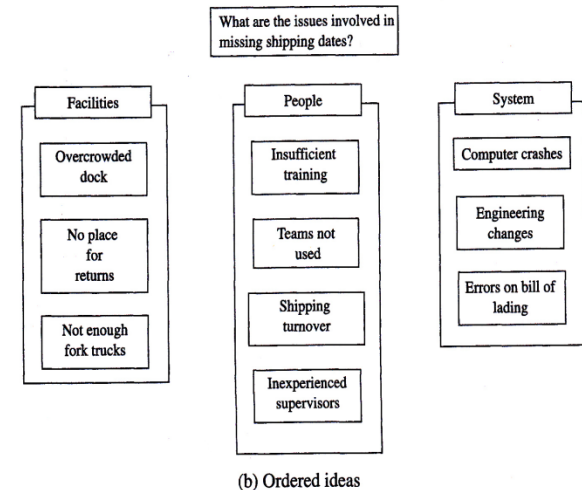 What are the issues involved in
missing shipping dates?
Facilities
Overcrowded
dock
No place
for
returns
Not enough
fork trucks
People
Insufficient
training
Teams not
used
Shipping
turnover
Inexperienced
supervisors
System
Computer crashes
Engineering
changes
Errors on bill of
lading
(b) Ordered ideas